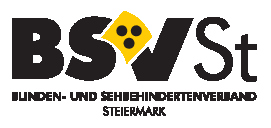 BSVSt
BLINDEN- UND SEHBEHINDERTENVERBAND
STEIERMARK